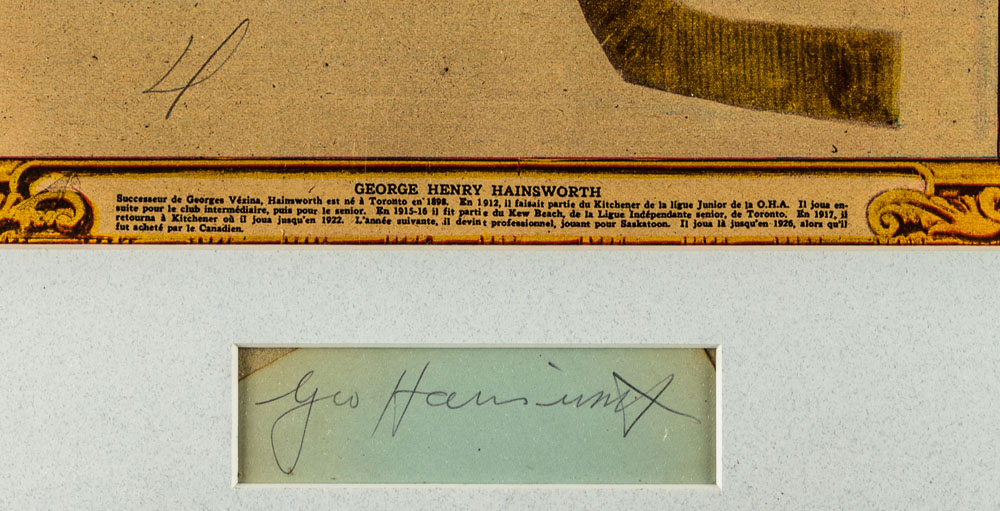 4
GEORGE HENRY HAINSWORTH
Successeur de Georges Vézina, Hainsworth est né à Toronto en 1898. En 1912, il faisait partie du Kitchener de la ligue Junior de la O.H.A. Il joua en-
suite pour le club intermédiaire, puis pour le senior. En 1915-16 il fit partie du Kew Beach, de la Ligue Indépendante senior, de Toronto. En 1917, il
retourna à Kitchener où il joua jusqu'en 1922. L'année suivante, il devint professionnel, jouant pour Saskatoon. Il joua là jusqu'en 1926, alors qu'il
fut acheté par le Canadien.
Geo Hainsworth